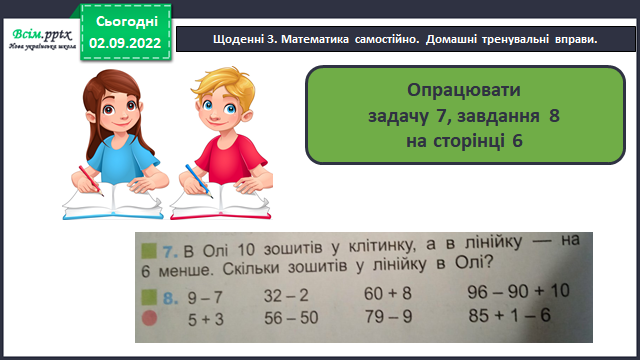 Всім.pptx
Нова українська школа
Сьогодні
02.09.2022
Щоденні 3. Математика самостійно. Домашні тренувальні вправи.
Опрацювати
задачу 7, завдання 8
на сторінці 6
7. В Олі 10 зошитів у клітинку, а в лінійку — на
6 менше. Скільки зошитів у лінійку в Олі?
8. 9 – 7 32 – 2 60 + 8 96 – 90 + 10
5 + 3 56 – 50 79 – 9 85 + 1 – 6